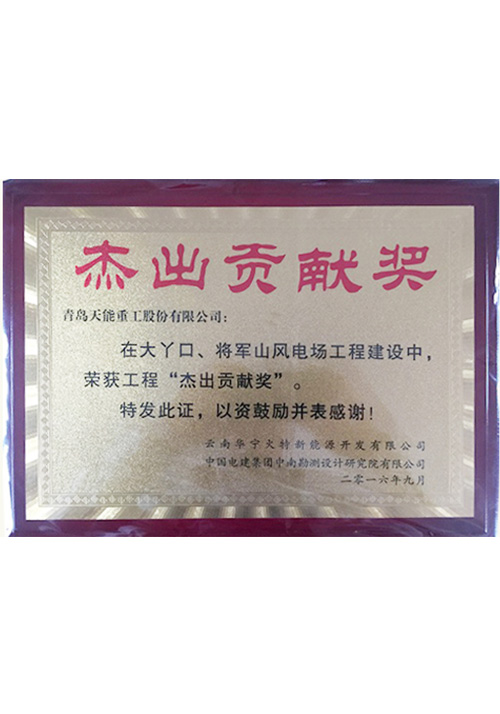 杰出贡献奖
青岛天能重工股份有限公司：
在大丫口、将军山风电场工程建设中，
荣获工程“杰出贡献奖”。
特发此证，以资鼓励并表感谢！
云南华宁火特新能源开发有限公司
中国电建集团中南勘测设计研究院有限公司
二零一六年九月